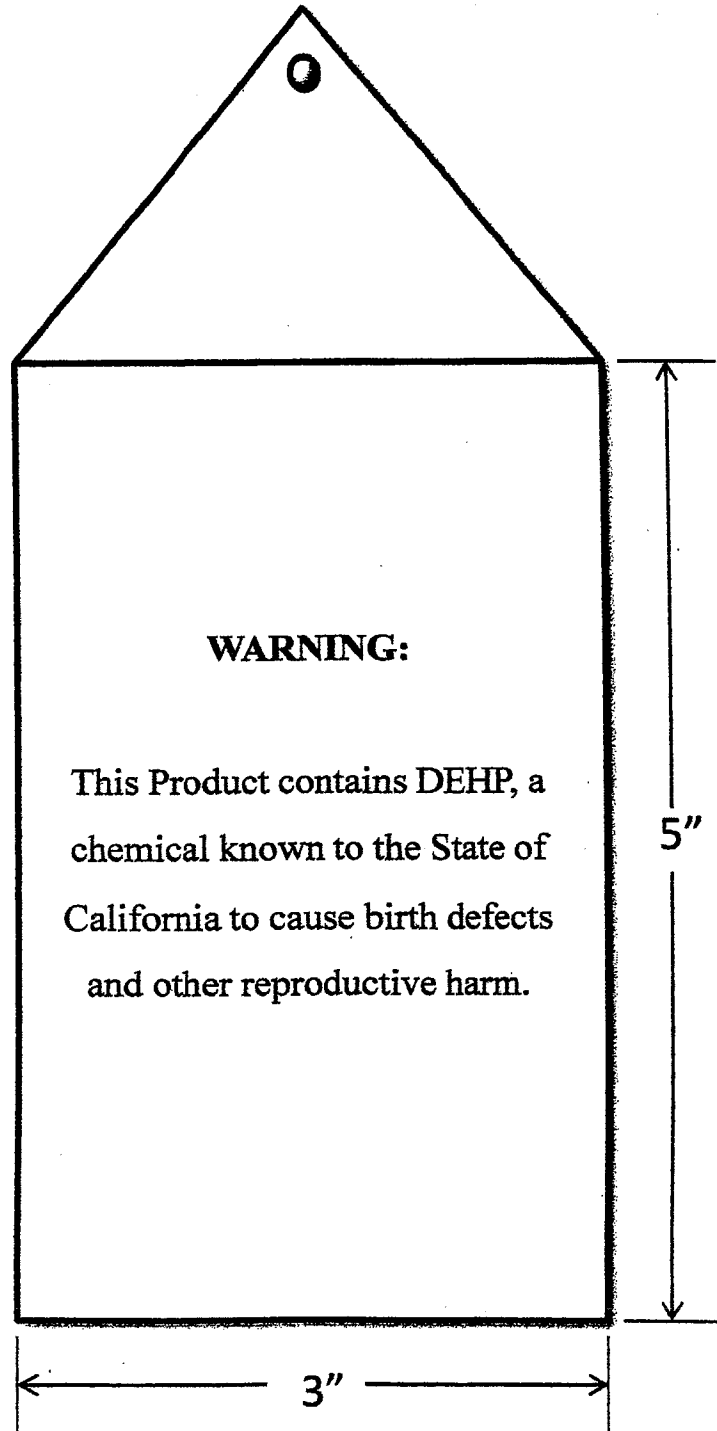 WARNING:
This Product contains DEHP, a
chemical known to the State of
California to cause birth defects
and other reproductive harm.
5"
3"